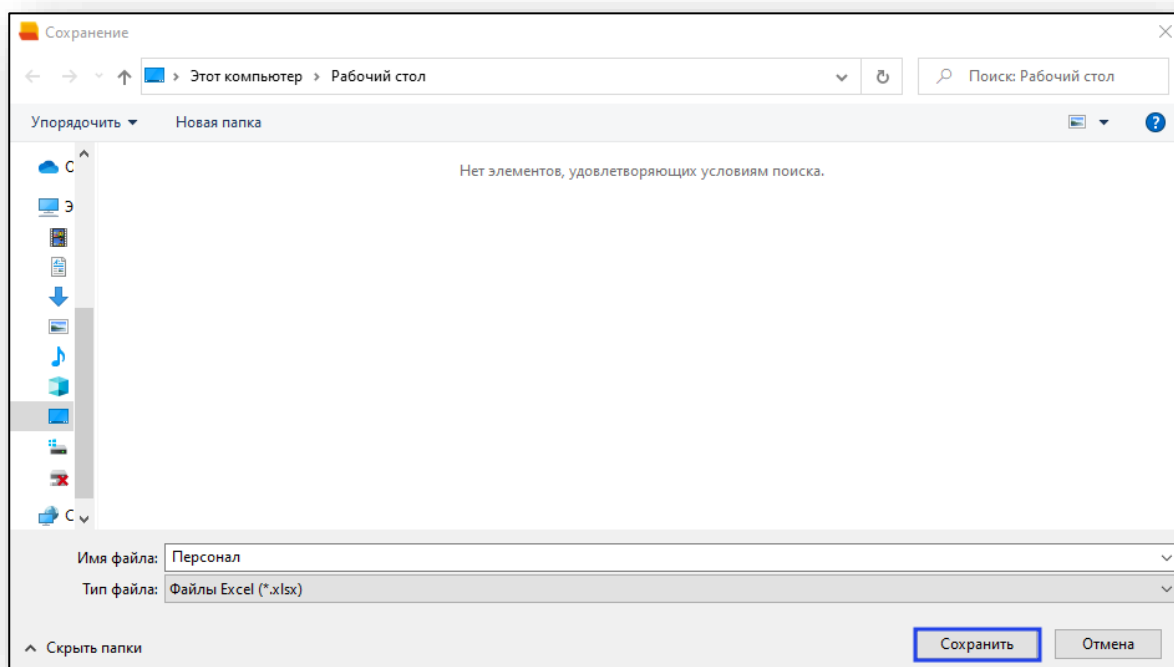 Сохранение
Этот компьютер › Рабочий стол
Поиск: Рабочий стол
Упорядочить
Новая папка
Нет элементов, удовлетворяющих условиям поиска.
О
Э
С
Имя файла: Персонал
Тип файла: Файлы Excel (*.xlsx)
Скрыть папки
Сохранить
Отмена